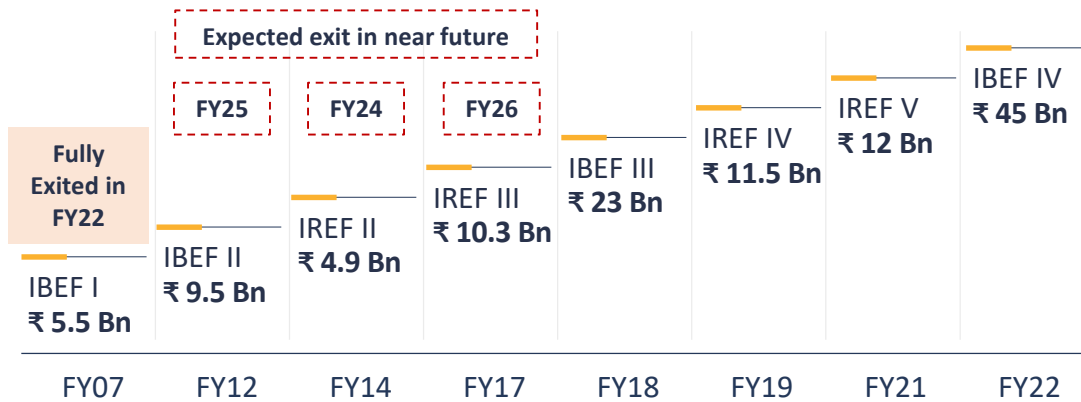 Expected exit in near future
FY25
FY24
FY26
Fully
Exited in
FY22
IBEF I
₹ 5.5 Bn
IBEF II
₹ 9.5 Bn
IREF II
₹ 4.9 Bn
IREF III
₹ 10.3 Bn
IBEF III
₹ 23 Bn
IREF IV
₹ 11.5 Bn
IREF V
₹ 12 Bn
IBEF IV
₹ 45 Bn
FY07
FY12
FY14
FY17
FY18
FY19
FY21
FY22